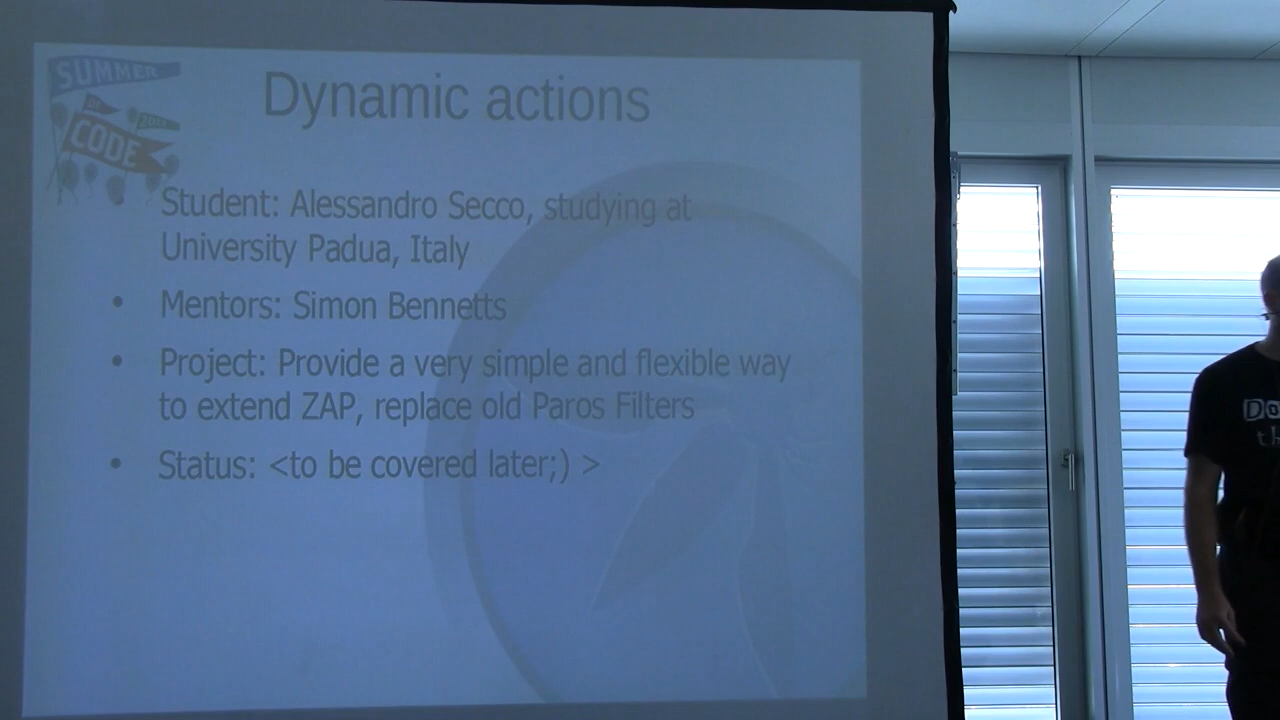 SUMMER
OF
CODE
Dynamic actions
Student: Alessandro Secco, studying at
University Padua, Italy
• Mentors: Simon Bennetts
• Project: Provide a very simple and flexible way
to extend ZAP, replace old Paros Filters
• Status: <to be covered later;) >
Do
th